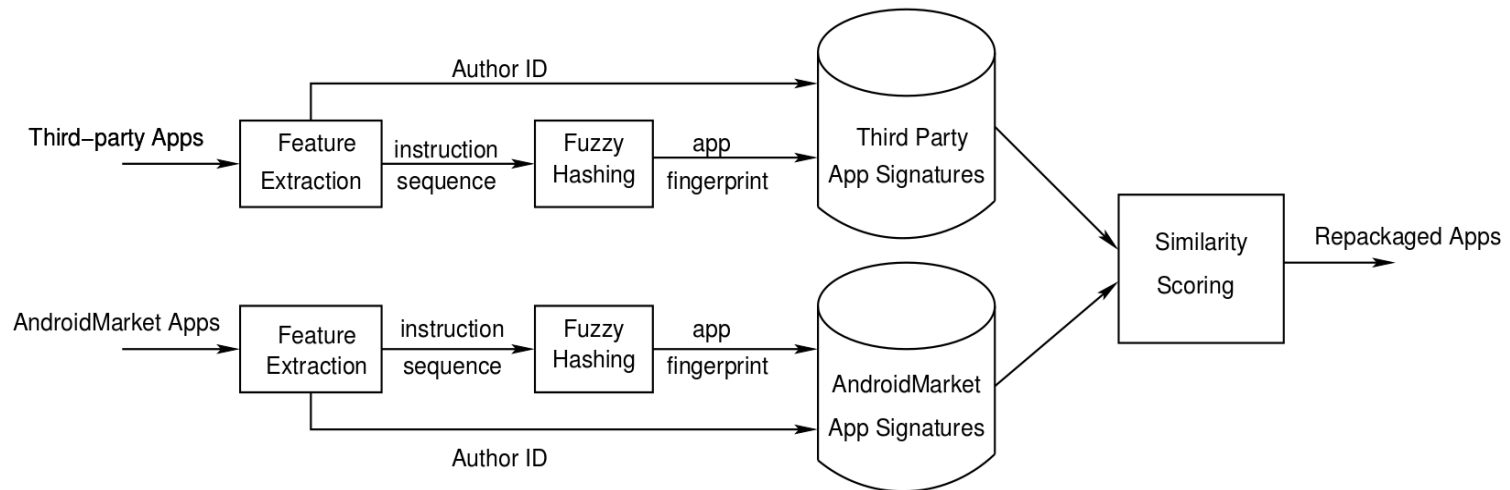 Author ID
Third-party Apps
Feature
Extraction
instruction
sequence
Fuzzy
Hashing
app
fingerprint
Third Party
App Signatures
Similarity
Scoring
Repackaged Apps
AndroidMarket Apps
Feature
Extraction
instruction
sequence
Fuzzy
Hashing
app
fingerprint
AndroidMarket
App Signatures
Author ID